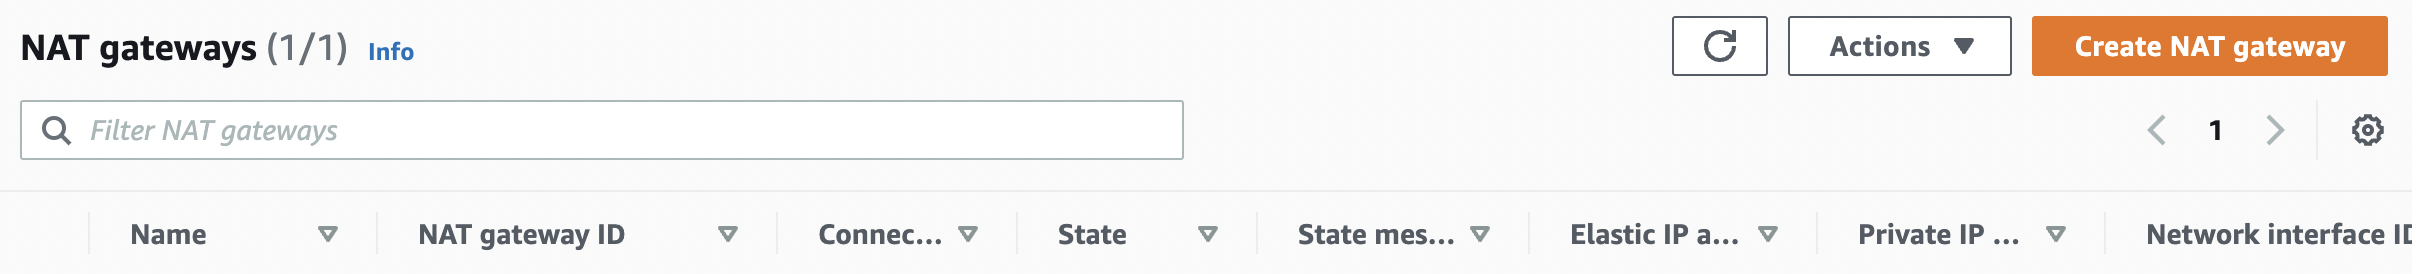 NAT gateways (1/1) Info
Actions
Create NAT gateway
Filter NAT gateways
1
Name NAT gateway ID Connec... State State mes... Elastic IP a... Private IP ... Network interface ID